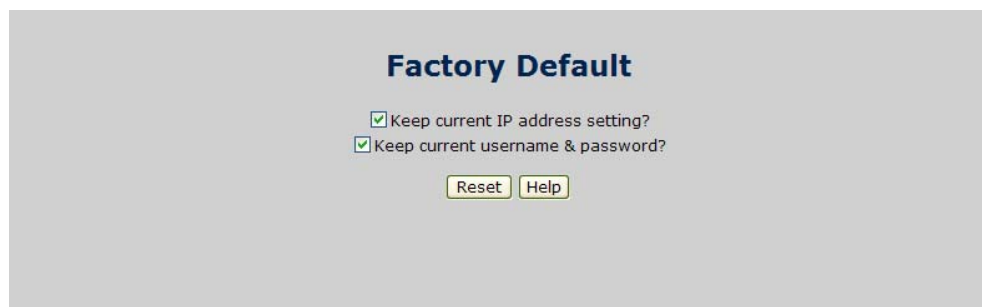 Factory Default
Keep current IP address setting?
Keep current username & password?
Reset Help